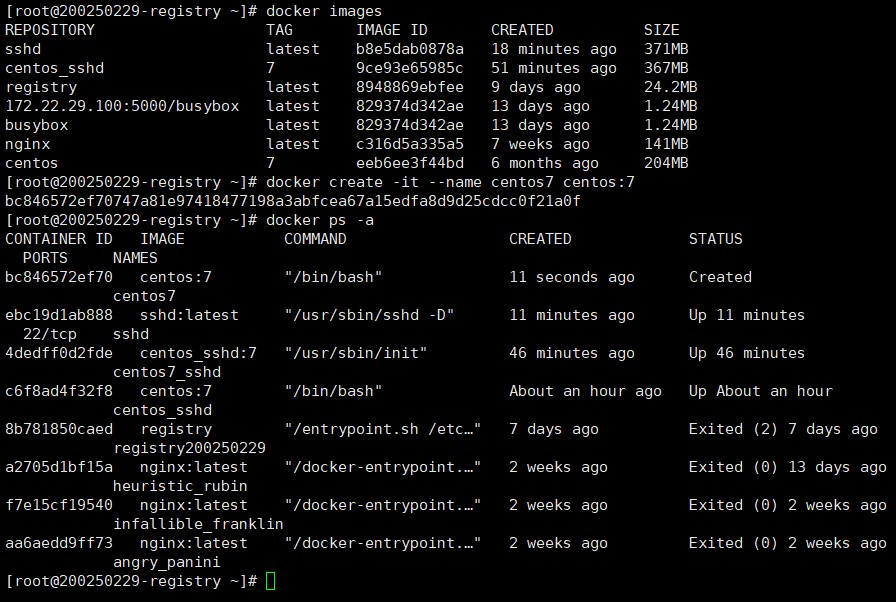 [root@200250229-registry ~]# docker images
REPOSITORY                   TAG       IMAGE ID       CREATED          SIZE
sshd                         latest    b8e5dab0878a   18 minutes ago   371MB
centos_sshd                  7         9ce93e65985c   51 minutes ago   367MB
registry                     latest    8948869ebfee   9 days ago       24.2MB
172.22.29.100:5000/busybox   latest    829374d342ae   13 days ago      1.24MB
busybox                      latest    829374d342ae   13 days ago      1.24MB
nginx                        latest    c316d5a335a5   7 weeks ago      141MB
centos                       7         eeb6ee3f44bd   6 months ago     204MB
[root@200250229-registry ~]# docker create -it --name centos7 centos:7
bc846572ef70747a81e97418477198a3abfcea67a15edfa8d9d25cdcc0f21a0f
[root@200250229-registry ~]# docker ps -a
CONTAINER ID   IMAGE           COMMAND                  CREATED             STATUS
  PORTS     NAMES
bc846572ef70   centos:7        "/bin/bash"              11 seconds ago      Created
            centos7
ebc19d1ab888   sshd:latest     "/usr/sbin/sshd -D"      11 minutes ago      Up 11 minutes
  22/tcp    sshd
4dedff0d2fde   centos_sshd:7   "/usr/sbin/init"         46 minutes ago      Up 46 minutes
            centos7_sshd
c6f8ad4f32f8   centos:7        "/bin/bash"              About an hour ago   Up About an hour
            centos_sshd
8b781850caed   registry        "/entrypoint.sh /etc…"   7 days ago          Exited (2) 7 days ago
            registry200250229
a2705d1bf15a   nginx:latest    "/docker-entrypoint.…"   2 weeks ago         Exited (0) 13 days ago
            heuristic_rubin
f7e15cf19540   nginx:latest    "/docker-entrypoint.…"   2 weeks ago         Exited (0) 2 weeks ago
            infallible_franklin
aa6aedd9ff73   nginx:latest    "/docker-entrypoint.…"   2 weeks ago         Exited (0) 2 weeks ago
            angry_panini
[root@200250229-registry ~]#